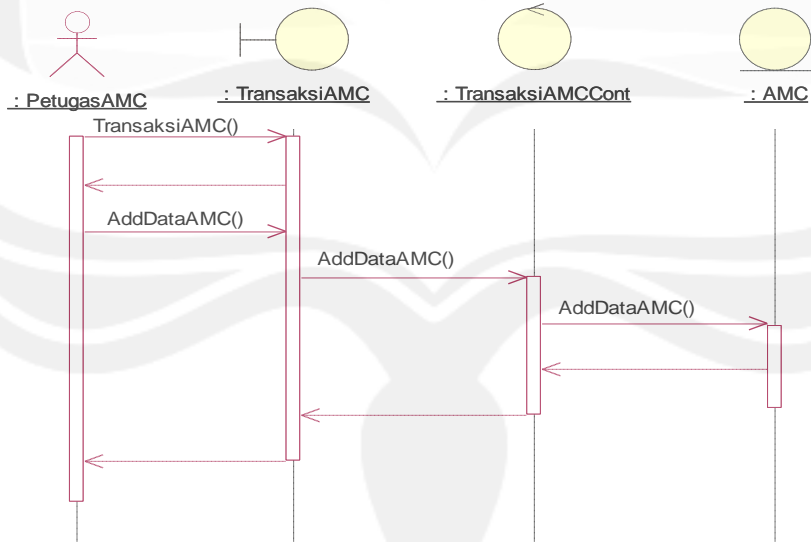 : PetugasAMC
: TransaksiAMC
: TransaksiAMCCont
: AMC
TransaksiAMC()
AddDataAMC()
AddDataAMC()
AddDataAMC()